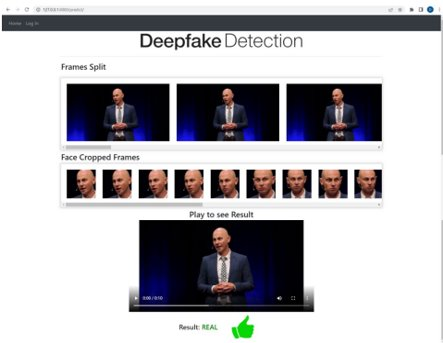 Home Log In
Deepfake Detection
Frames Split
Face Cropped Frames
Play to see Result
0:00 / 0:10
Result: REAL